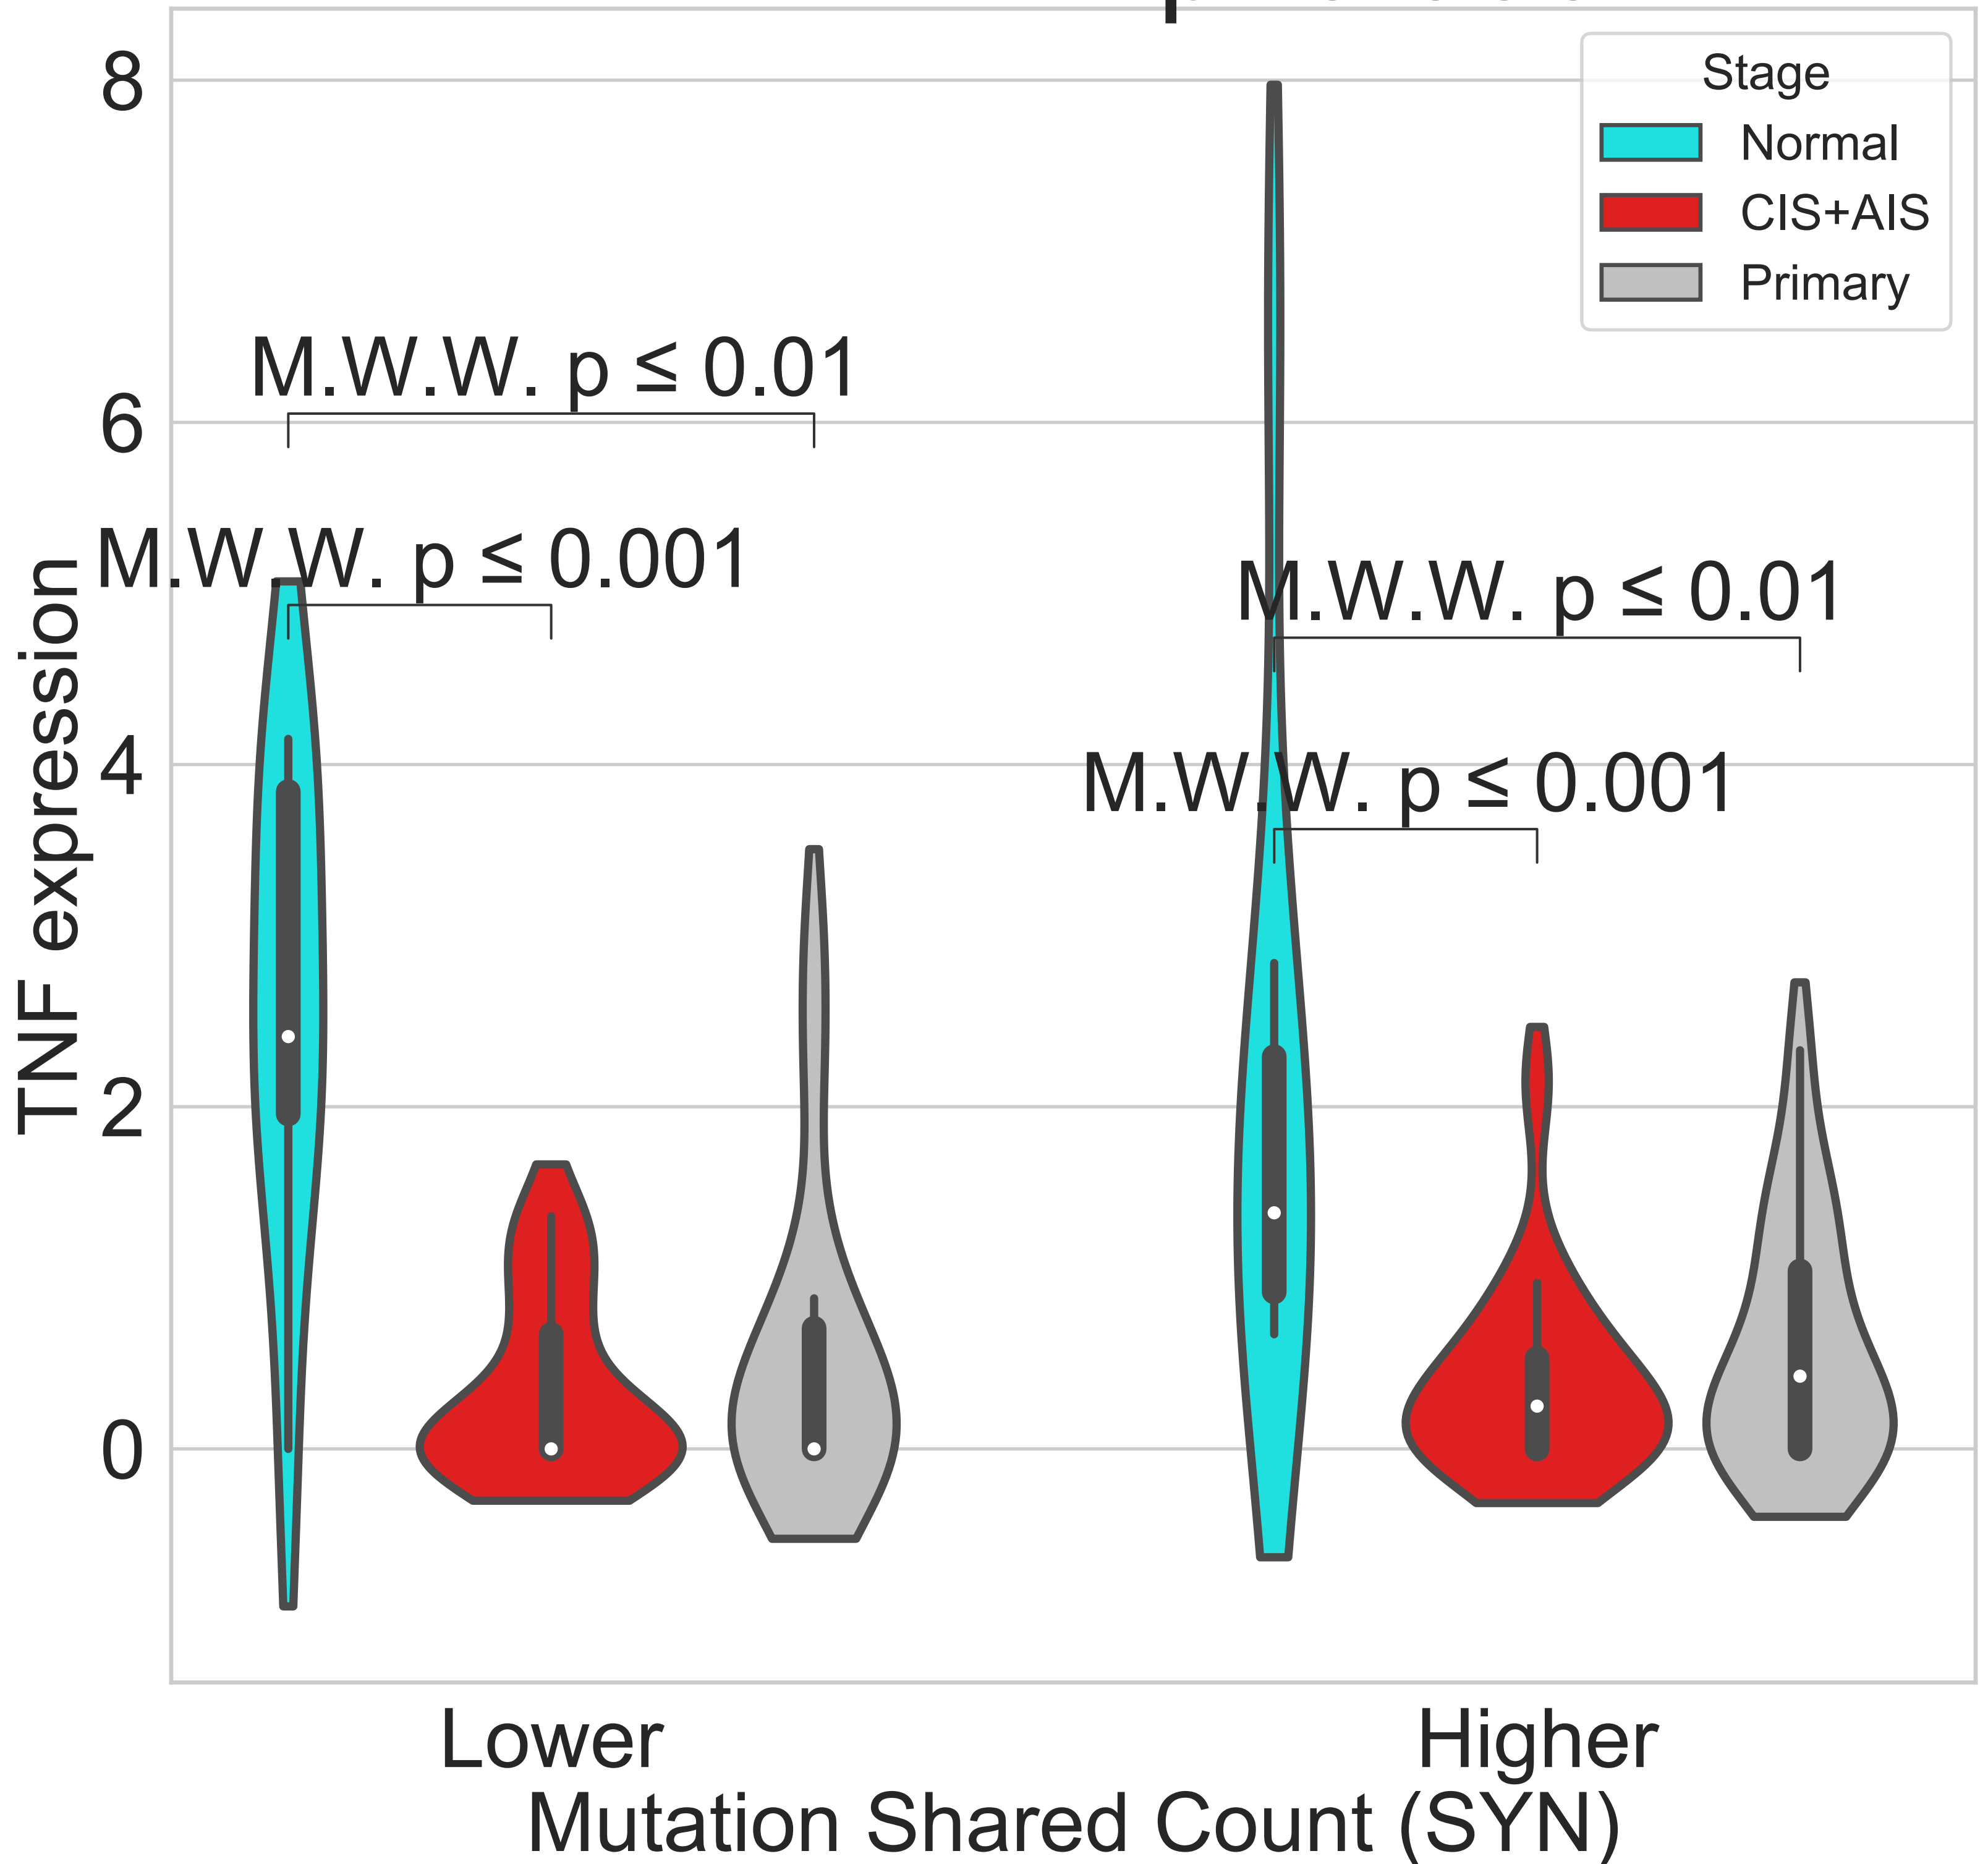 Stage
Normal
CIS+AIS
Primary
8
6
4
2
0
TNF expression
M.W.W. p ≤ 0.01
M.W.W. p ≤ 0.001
M.W.W. p ≤ 0.01
M.W.W. p ≤ 0.001
Lower
Higher
Mutation Shared Count (SYN)